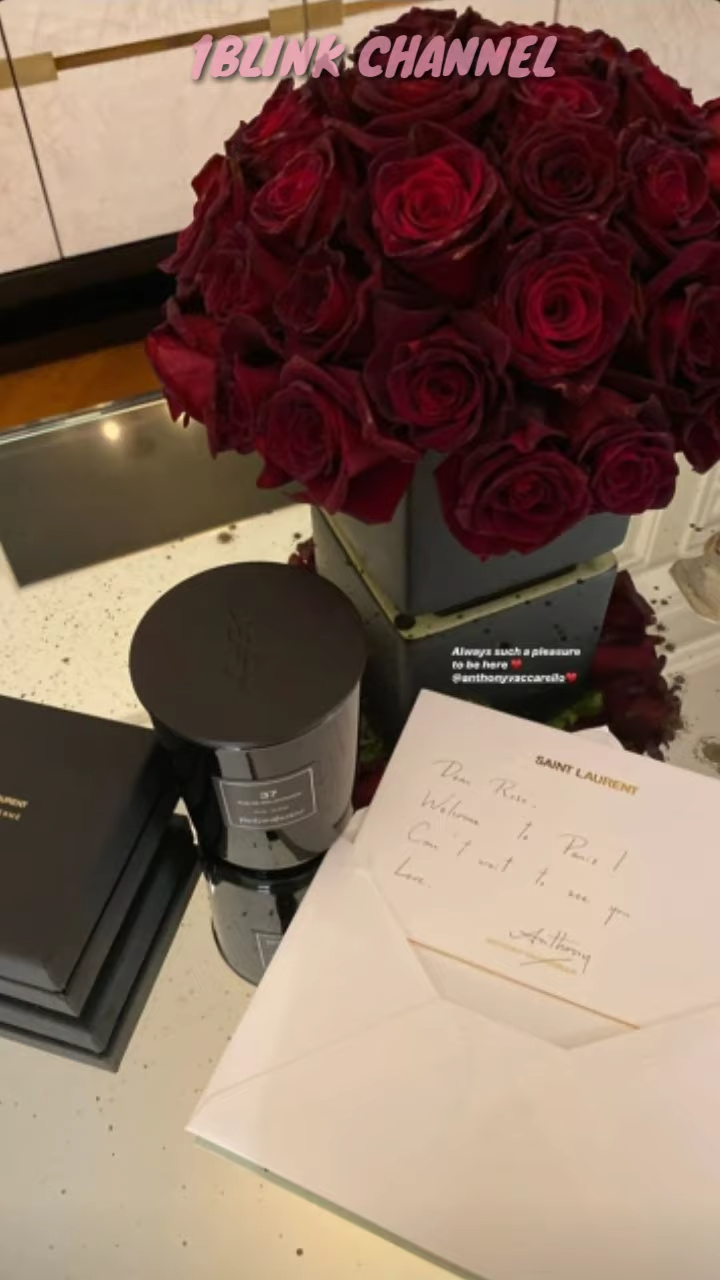 1BLINK CHANNEL
Always such a pleasure
to be here ❤️
@anthonyvaccarello❤️
SAINT LAURENT
Dear Rose,
Welcome to Paris !
Can't wait to see you
Love.
Anthony
37